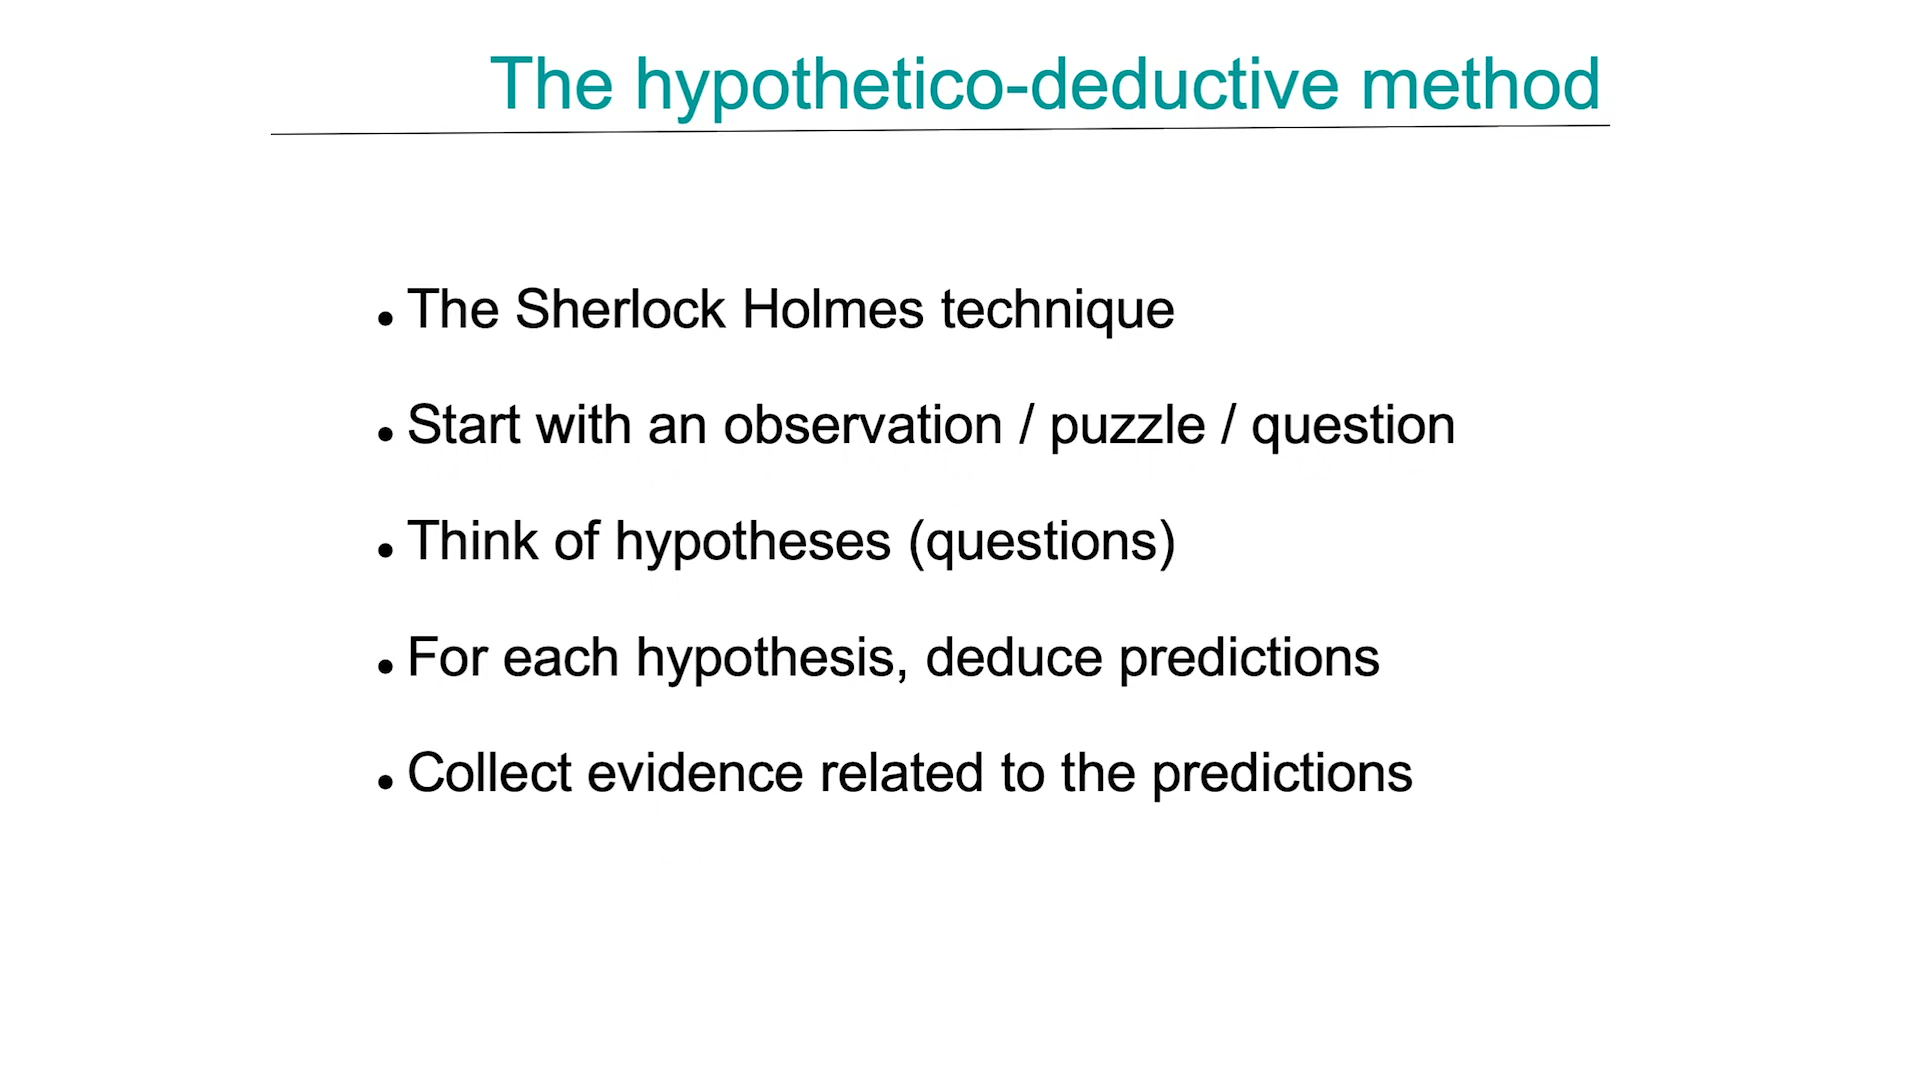 The hypothetico-deductive method
• The Sherlock Holmes technique
• Start with an observation / puzzle / question
• Think of hypotheses (questions)
• For each hypothesis, deduce predictions
• Collect evidence related to the predictions